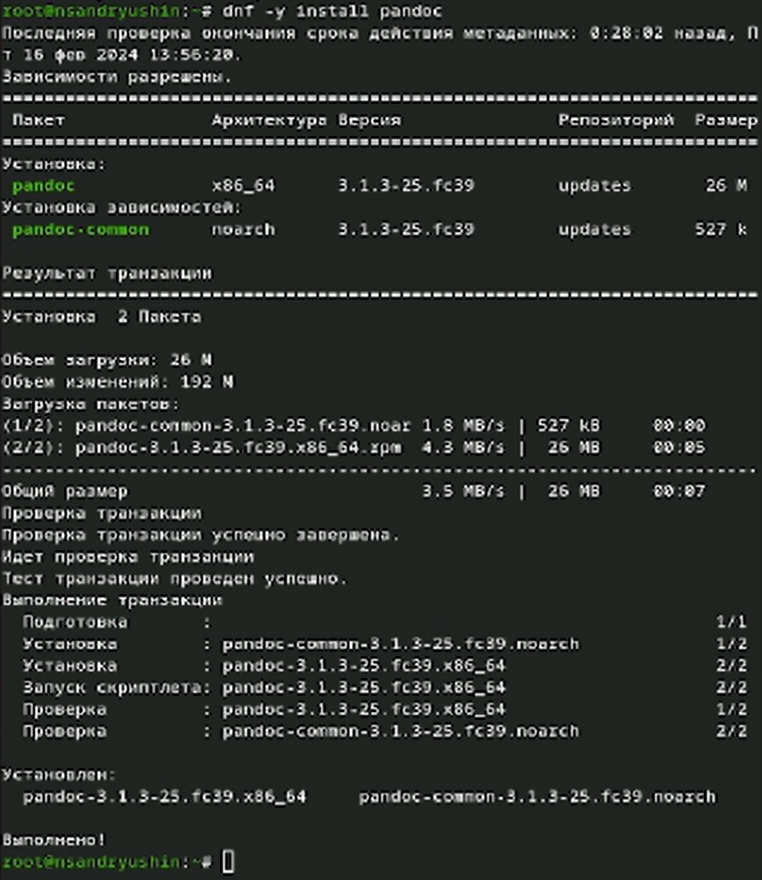 root@nsandryushin:~# dnf -y install pandoc
Последняя проверка окончания срока действия метаданных: 0:28:02 назад, П
т 16 фев 2024 13:56:20.
Зависимости разрешены.
================================================================================
Пакет Архитектура Версия Репозиторий Размер
================================================================================
Установка:
pandoc x86_64 3.1.3-25.fc39 updates 26 M
Установка зависимостей:
pandoc-common noarch 3.1.3-25.fc39 updates 527 k
Результат транзакции
================================================================================
Установка 2 Пакета
Объем загрузки: 26 M
Объем изменений: 192 M
Загрузка пакетов:
(1/2): pandoc-common-3.1.3-25.fc39.noar 1.8 MB/s | 527 kB 00:00
(2/2): pandoc-3.1.3-25.fc39.x86_64.rpm 4.3 MB/s | 26 MB 00:05
--------------------------------------------------------------------------------
Общий размер 3.5 MB/s | 26 MB 00:07
Проверка транзакции
Проверка транзакции успешно завершена.
Идет проверка транзакции
Тест транзакции проведен успешно.
Выполнение транзакции
Подготовка : 1/1
Установка : pandoc-common-3.1.3-25.fc39.noarch 1/2
Установка : pandoc-3.1.3-25.fc39.x86_64 2/2
Запуск скриптлета: pandoc-3.1.3-25.fc39.x86_64 2/2
Проверка : pandoc-3.1.3-25.fc39.x86_64 1/2
Проверка : pandoc-common-3.1.3-25.fc39.noarch 2/2
Установлен:
pandoc-3.1.3-25.fc39.x86_64 pandoc-common-3.1.3-25.fc39.noarch
Выполнено!
root@nsandryushin:~#